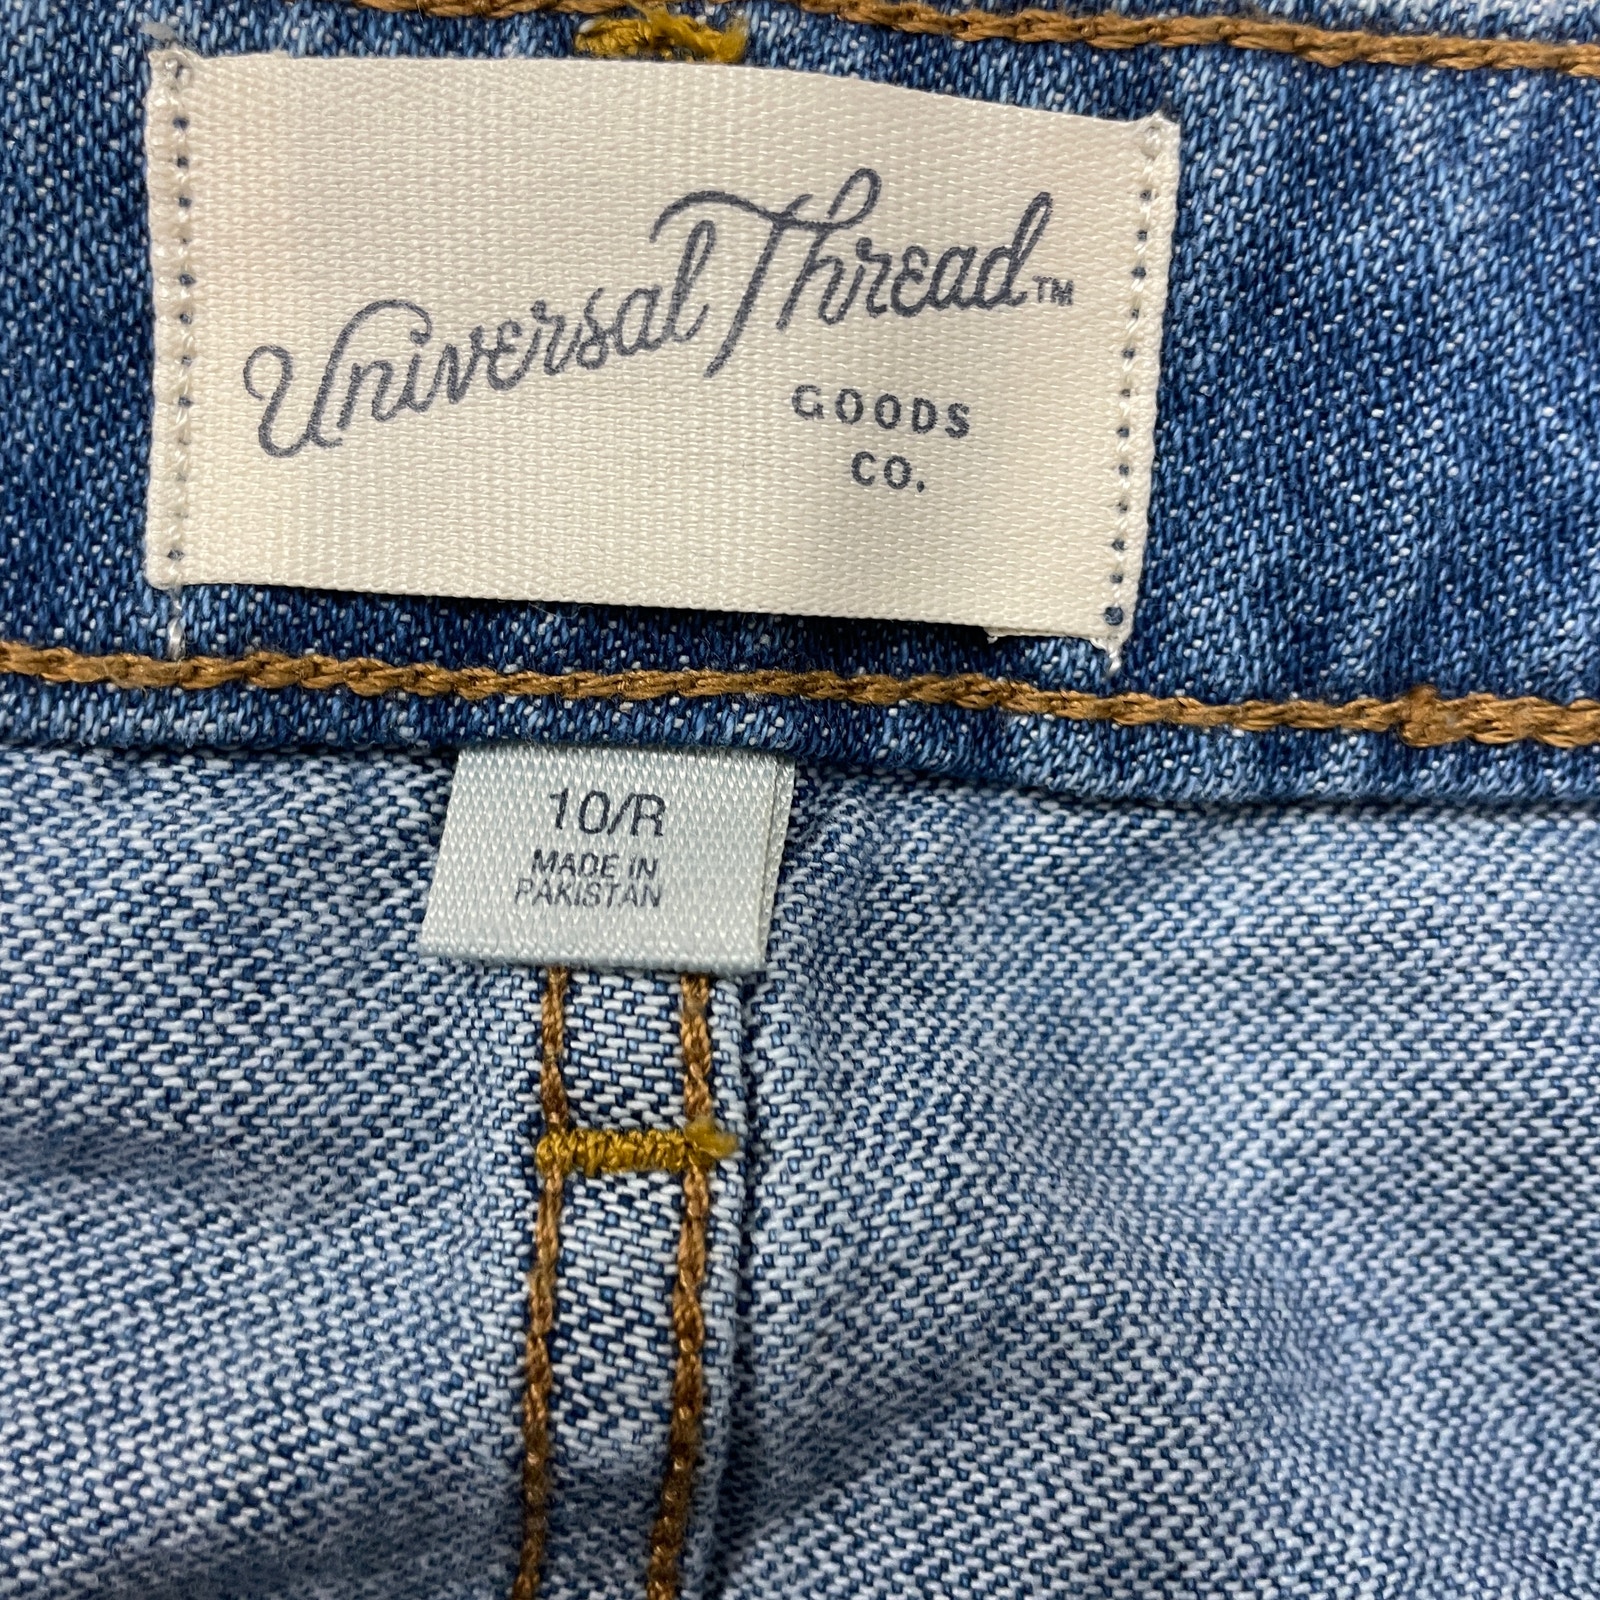 Universal Thread™
GOODS
CO.
10/R
MADE IN
PAKISTAN